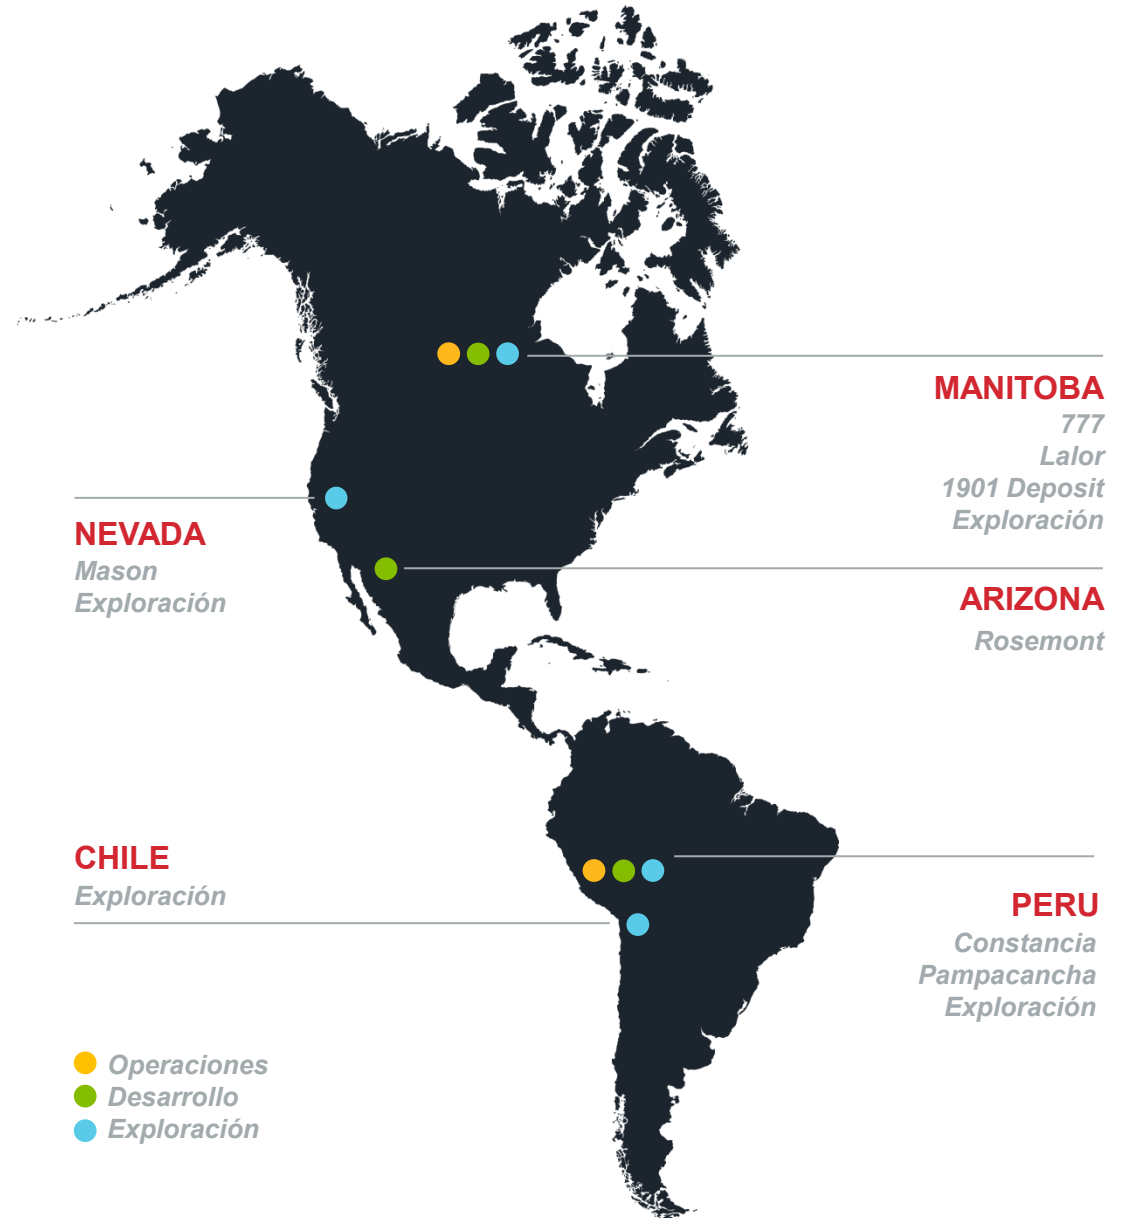 MANITOBA
777
Lalor
1901 Deposit
Exploración
NEVADA
Mason
Exploración
ARIZONA
Rosemont
CHILE
Exploración
PERU
Constancia
Pampacancha
Exploración
Operaciones
Desarrollo
Exploración